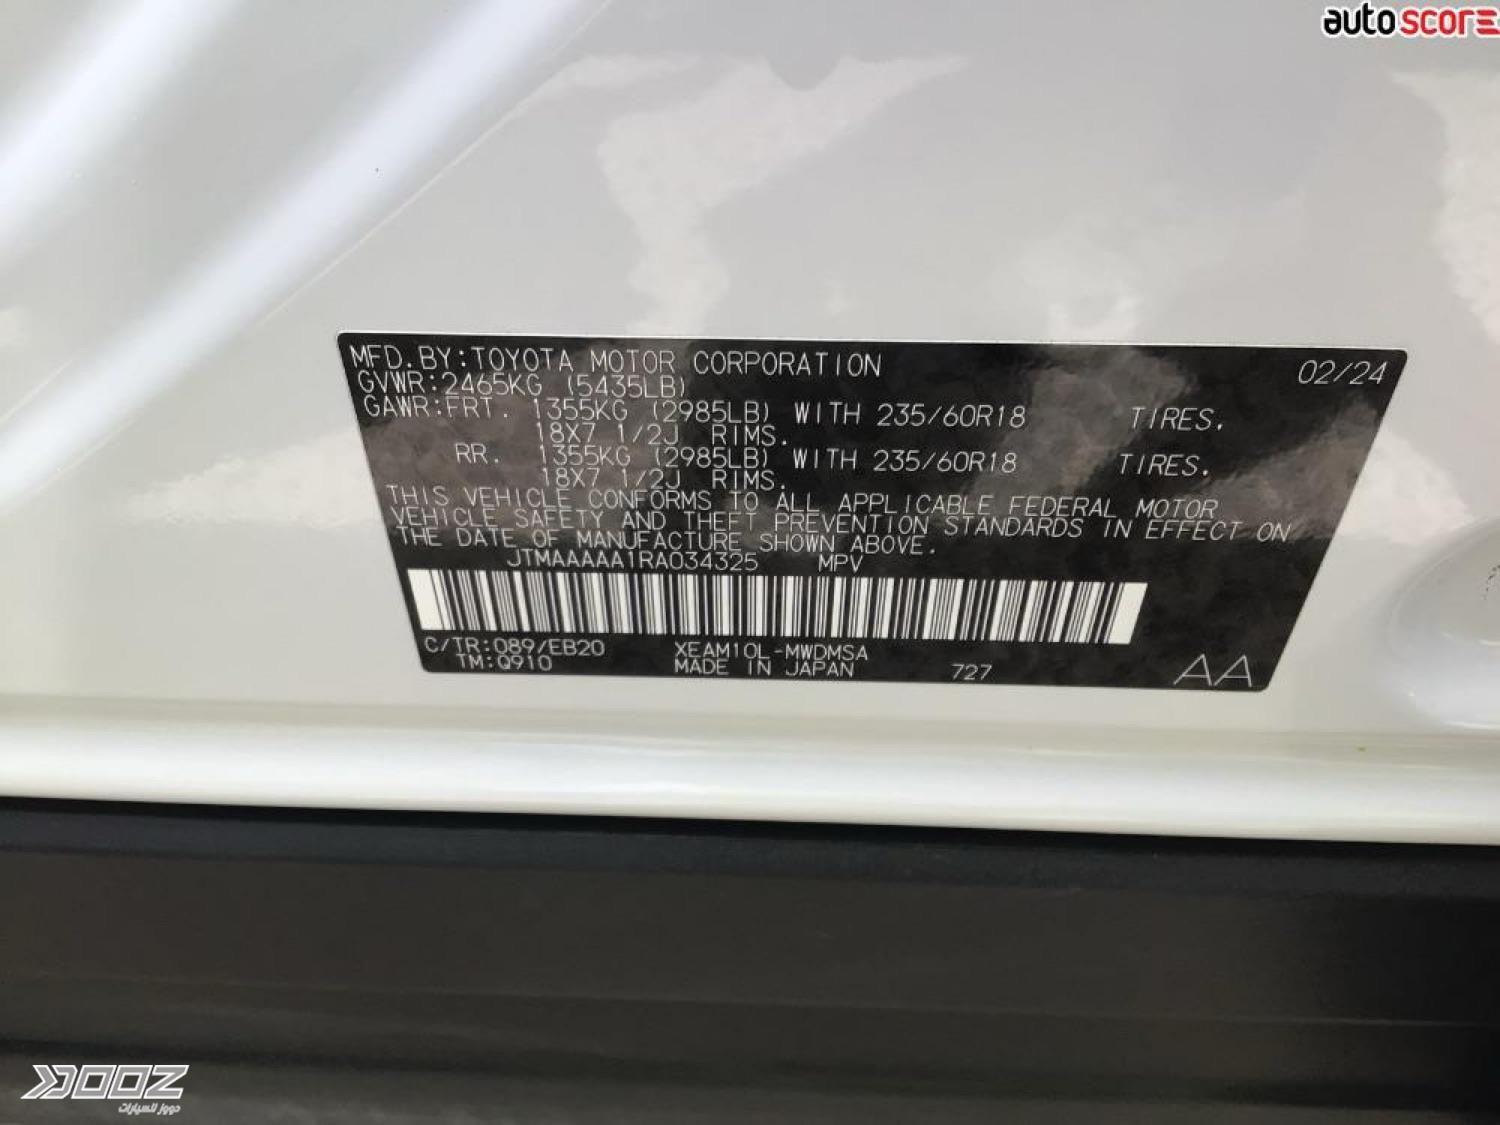 autoscore
MFD.BY:TOYOTA MOTOR CORPORATION 02/24
GVWR:2465KG (5435LB)
GAWR:FRT. 1355KG (2985LB) WITH 235/60R18 TIRES.
18X7 1/2J RIMS.
RR. 1355KG (2985LB) WITH 235/60R18 TIRES.
18X7 1/2J RIMS.
THIS VEHICLE CONFORMS TO ALL APPLICABLE FEDERAL MOTOR
VEHICLE SAFETY AND THEFT PREVENTION STANDARDS IN EFFECT ON
THE DATE OF MANUFACTURE SHOWN ABOVE.
JTMAAAAA1RA034325 MPV
C/TR:089/EB20 XEAM10L-MWDMSA
TM:Q910 MADE IN JAPAN 727 AA
DOOZ
دووز للسيارات